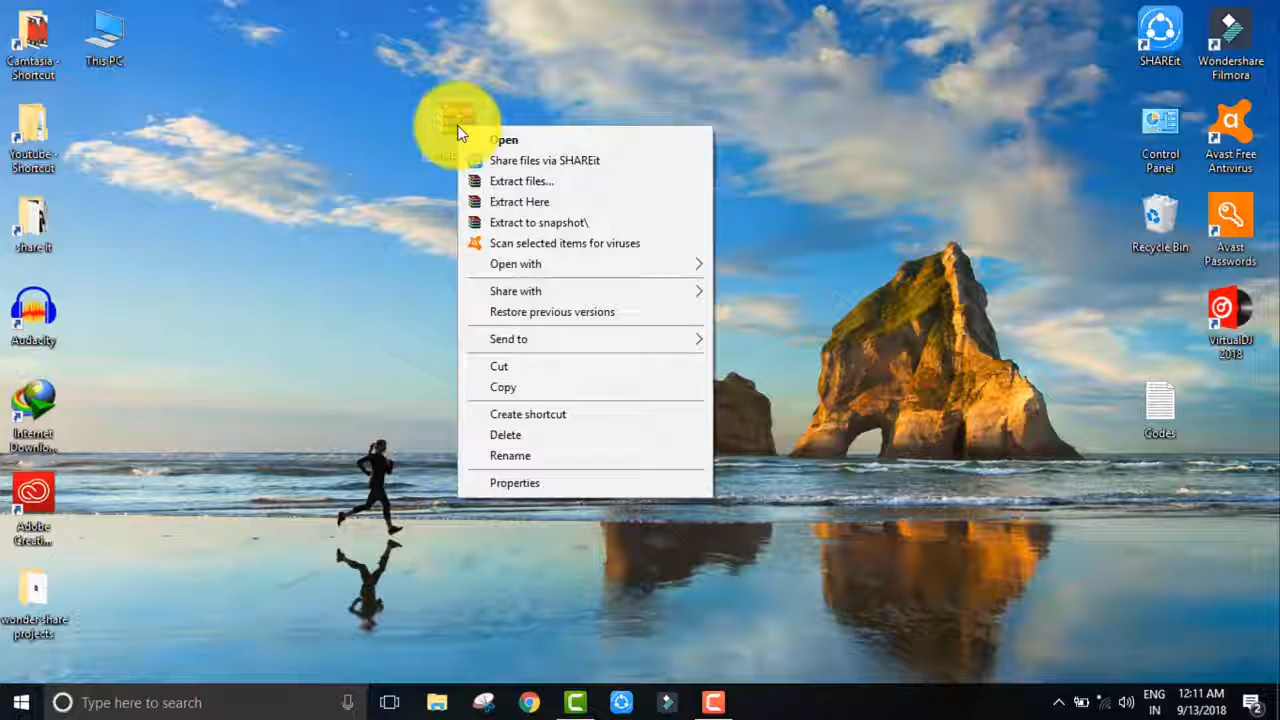 Camtasia -
Shortcut
This PC
Youtube -
Shortcut
share it
Audacity
Internet
Downlo...
Adobe
Creati...
wonder share
projects
Open
Share files via SHAREit
Extract files...
Extract Here
Extract to snapshot\
Scan selected items for viruses
Open with
Share with
Restore previous versions
Send to
Cut
Copy
Create shortcut
Delete
Rename
Properties
SHAREit
Wondershare
Filmora
Control
Panel
Avast Free
Antivirus
Recycle Bin
Avast
Passwords
VirtualDJ
2018
Codes
Type here to search
ENG
IN
12:11 AM
9/13/2018
2